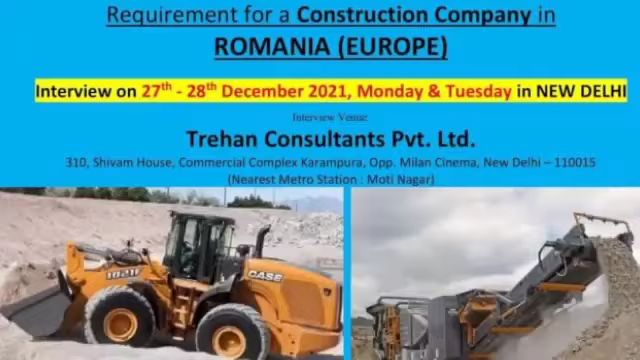 Requirement for a Construction Company in
ROMANIA (EUROPE)
Interview on 27th - 28th December 2021, Monday & Tuesday in NEW DELHI
Interview Venue
Trehan Consultants Pvt. Ltd.
310, Shivam House, Commercial Complex Karampura, Opp. Milan Cinema, New Delhi – 110015
(Nearest Metro Station : Moti Nagar)
1021F
CASE